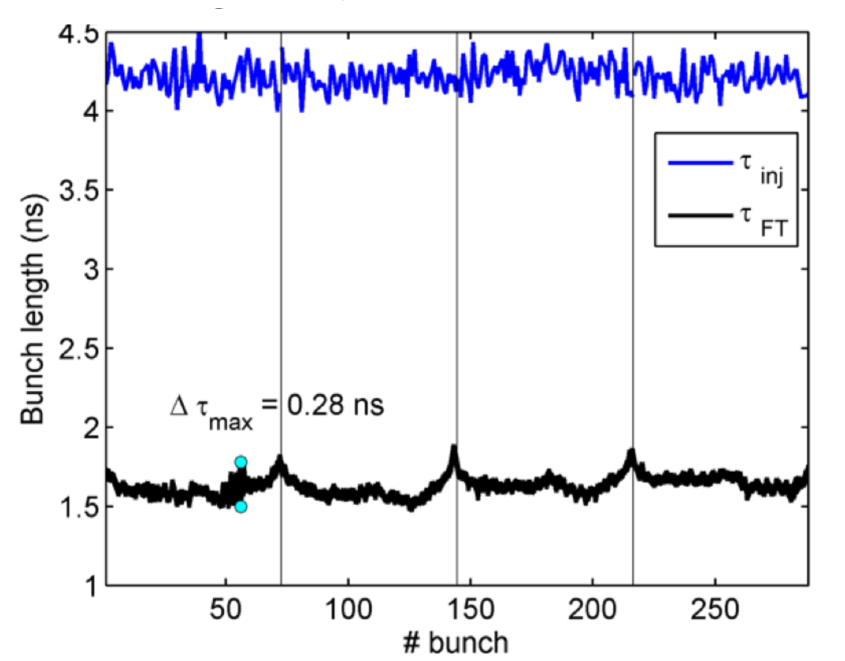 4.5
4
3.5
3
2.5
2
1.5
1
Bunch length (ns)
τ inj
τ FT
Δ τmax = 0.28 ns
50 100 150 200 250
# bunch